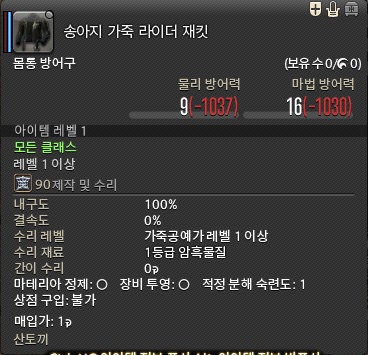 송아지 가죽 라이더 재킷
몸통 방어구 (보유 수 0/0)
물리 방어력 마법 방어력
9(-1037) 16(-1030)
아이템 레벨 1
모든 클래스
레벨 1 이상
90제작 및 수리
내구도 100%
결속도 0%
수리 레벨 가죽공예가 레벨 1 이상
수리 재료 1등급 암흑물질
간이 수리 0
마테리아 정제: ○ 장비 투영: ○ 적정 분해 숙련도: 1
상점 구입: 불가
매입가: 1
산토끼